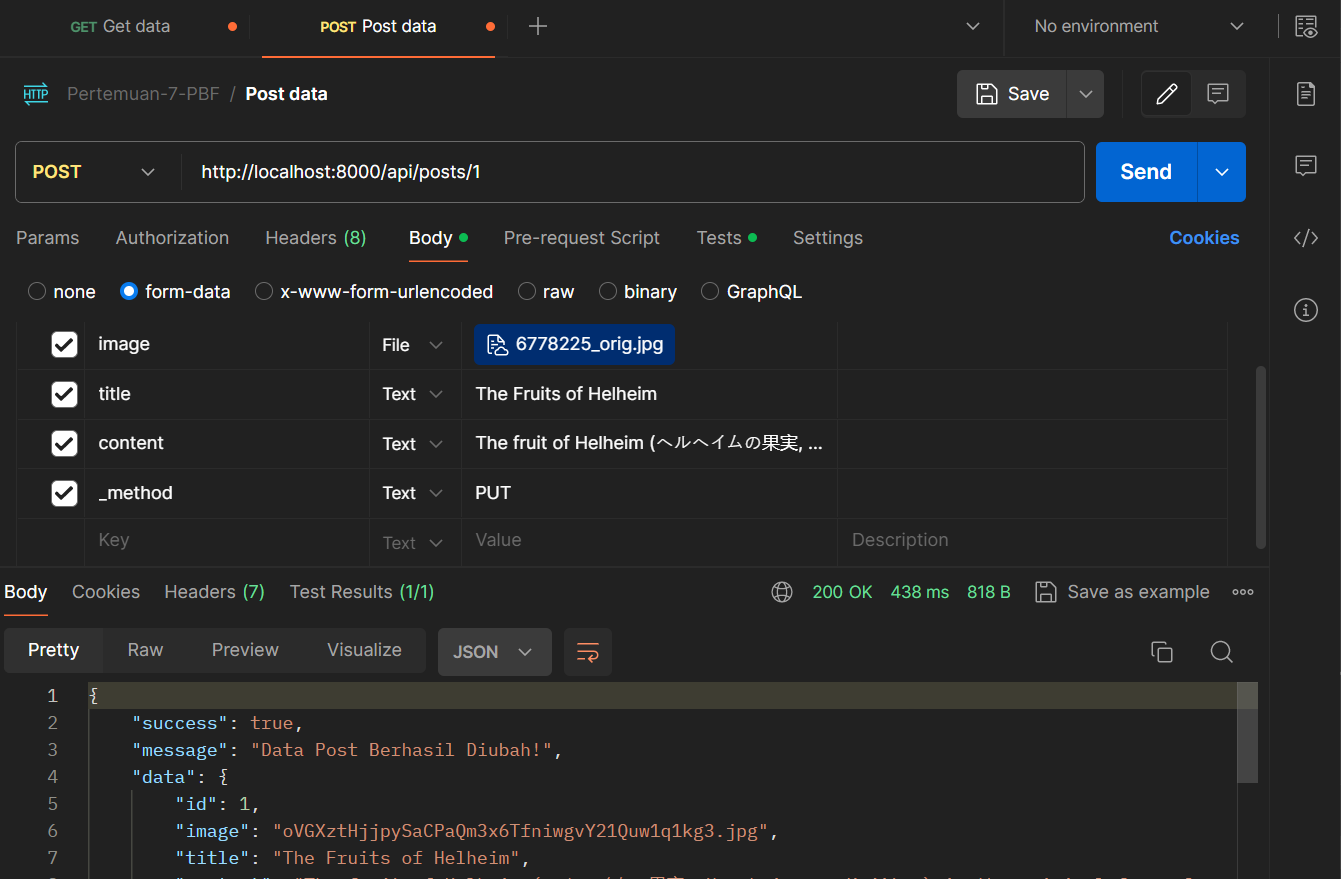 GET Get data POST Post data No environment
HTTP Pertemuan-7-PBF / Post data Save
POST http://localhost:8000/api/posts/1 Send
Params Authorization Headers (8) Body Pre-request Script Tests Settings Cookies
none form-data x-www-form-urlencoded raw binary GraphQL
image File 6778225_orig.jpg
title Text The Fruits of Helheim
content Text The fruit of Helheim (ヘルヘイムの果実, ...
_method Text PUT
Key Text Value Description
Body Cookies Headers (7) Test Results (1/1) 200 OK 438 ms 818 B Save as example
Pretty Raw Preview Visualize JSON
1 {
2 "success": true,
3 "message": "Data Post Berhasil Diubah!",
4 "data": {
5 "id": 1,
6 "image": "oVGXztHjjpySaCPaQm3x6TfniwgvY21Quw1q1kg3.jpg",
7 "title": "The Fruits of Helheim",